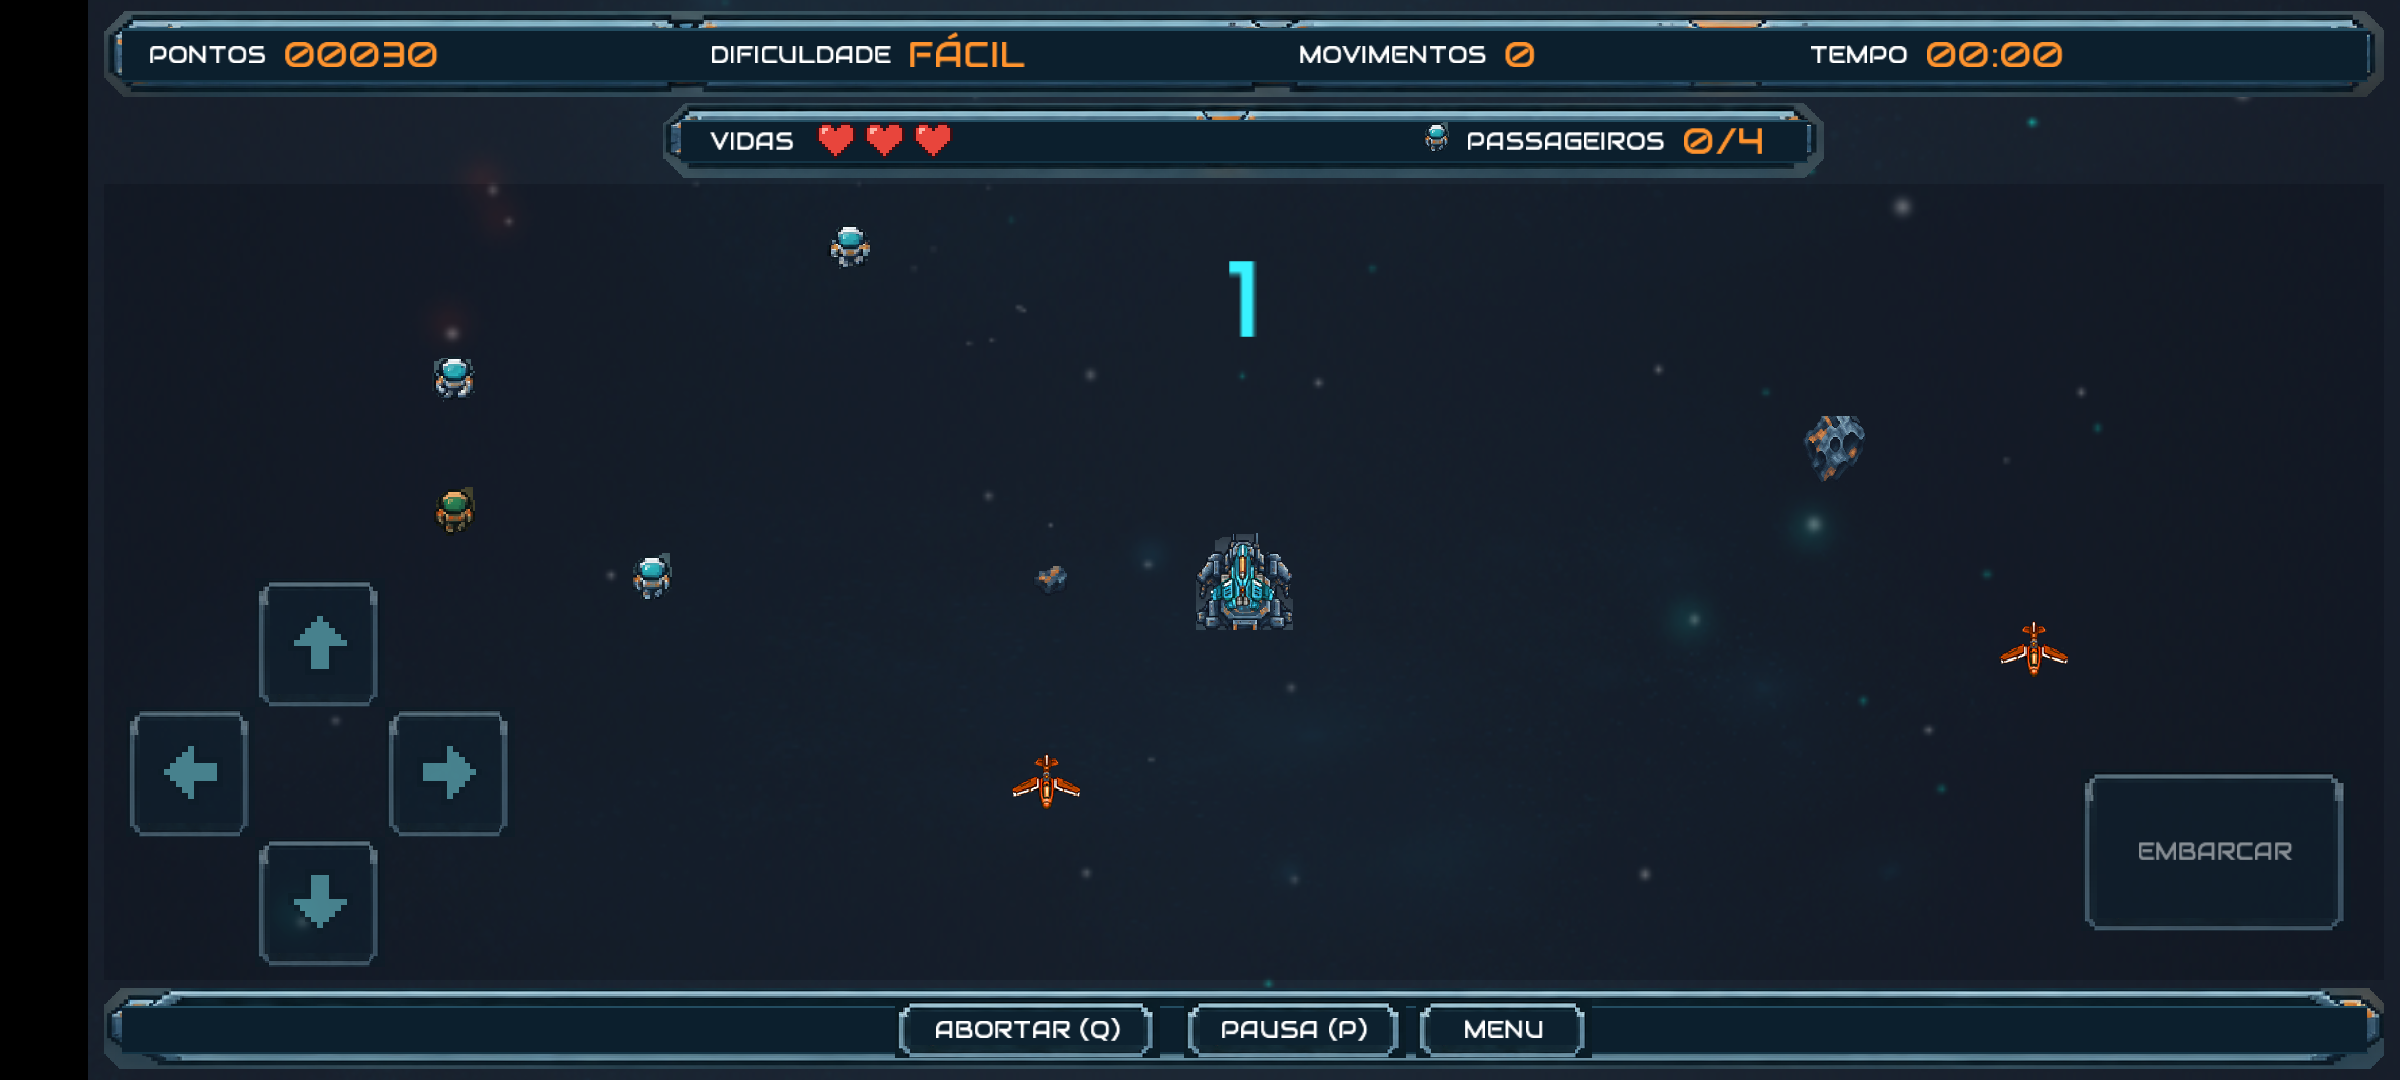 PONTOS 00030 DIFICULDADE FÁCIL MOVIMENTOS 0 TEMPO 00:00
VIDAS PASSAGEIROS 0/4
1
EMBARCAR
ABORTAR (Q) PAUSA (P) MENU